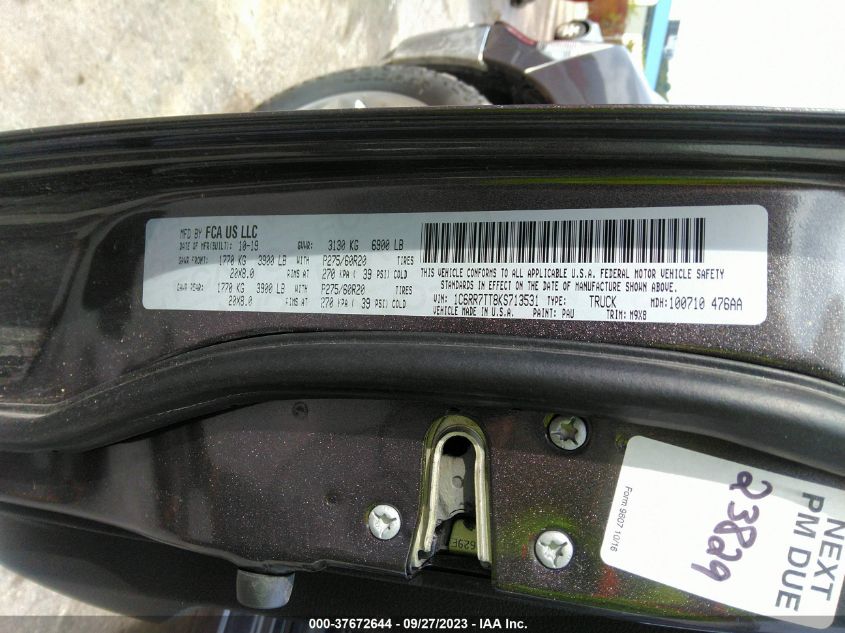 MFD BY FCA US LLC
DATE OF MFR(BUILT): 10-19 GVWR: 3130 KG 6900 LB
GAWR FRONT: 1770 KG 3900 LB WITH P275/60R20
20X8.0 RIMS AT 270 KPA ( 39 PSI) COLD
GAWR REAR: 1770 KG 3900 LB WITH P275/60R20
20X8.0 RIMS AT 270 KPA ( 39 PSI) COLD
THIS VEHICLE CONFORMS TO ALL APPLICABLE U.S.A. FEDERAL MOTOR VEHICLE SAFETY
STANDARDS IN EFFECT ON THE DATE OF MANUFACTURE SHOWN ABOVE.
VIN: 1C6RR7TT8KS713531 TYPE: TRUCK MDH: 100710 476AA
VEHICLE MADE IN U.S.A. PAINT: PAU TRIM: M9X8
NEXT
PM DUE
23829
Form 9607 10/16
629F
000-37672644 - 09/27/2023 - IAA Inc.